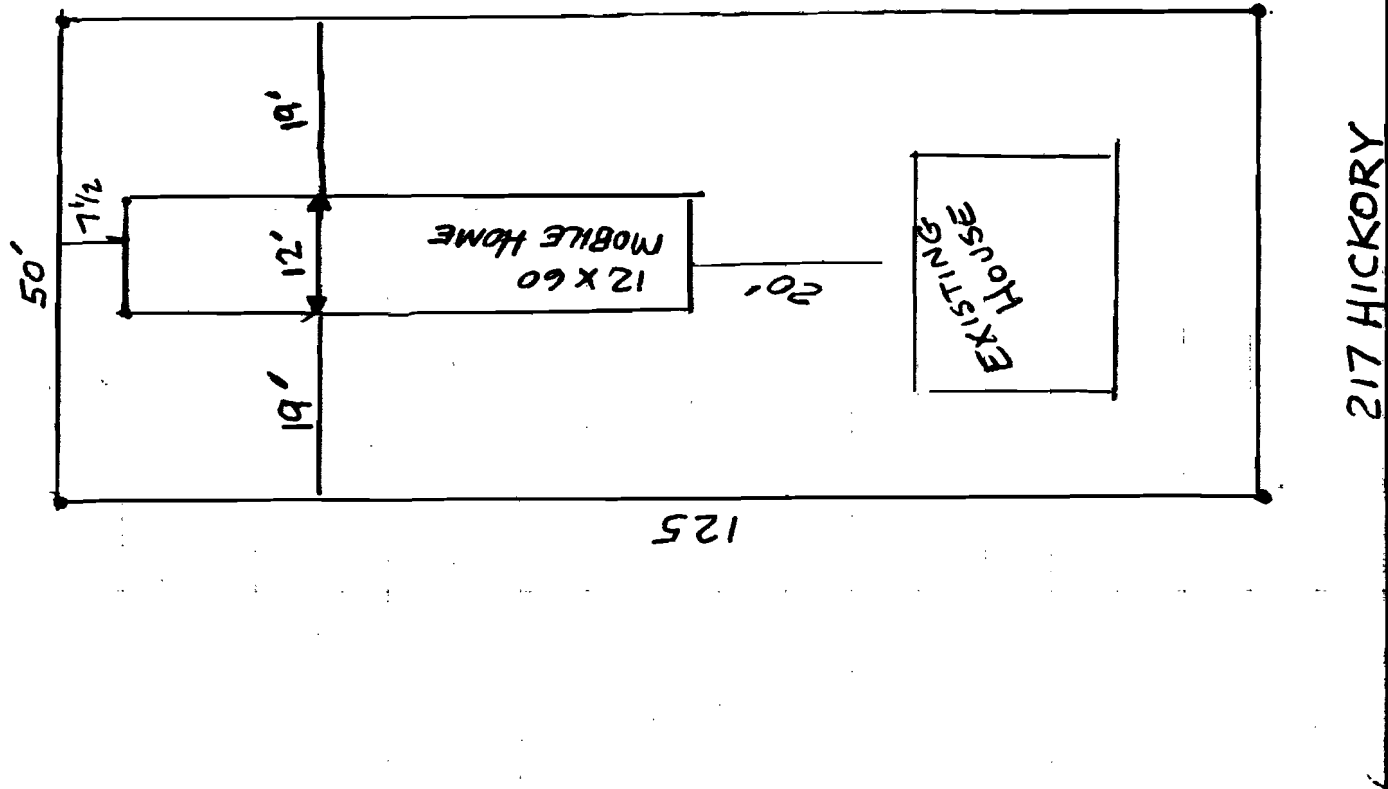 50'
7 1/2
19'
12'
19'
12 X 60
MOBILE HOME
20'
EXISTING
HOUSE
125
217 HICKORY